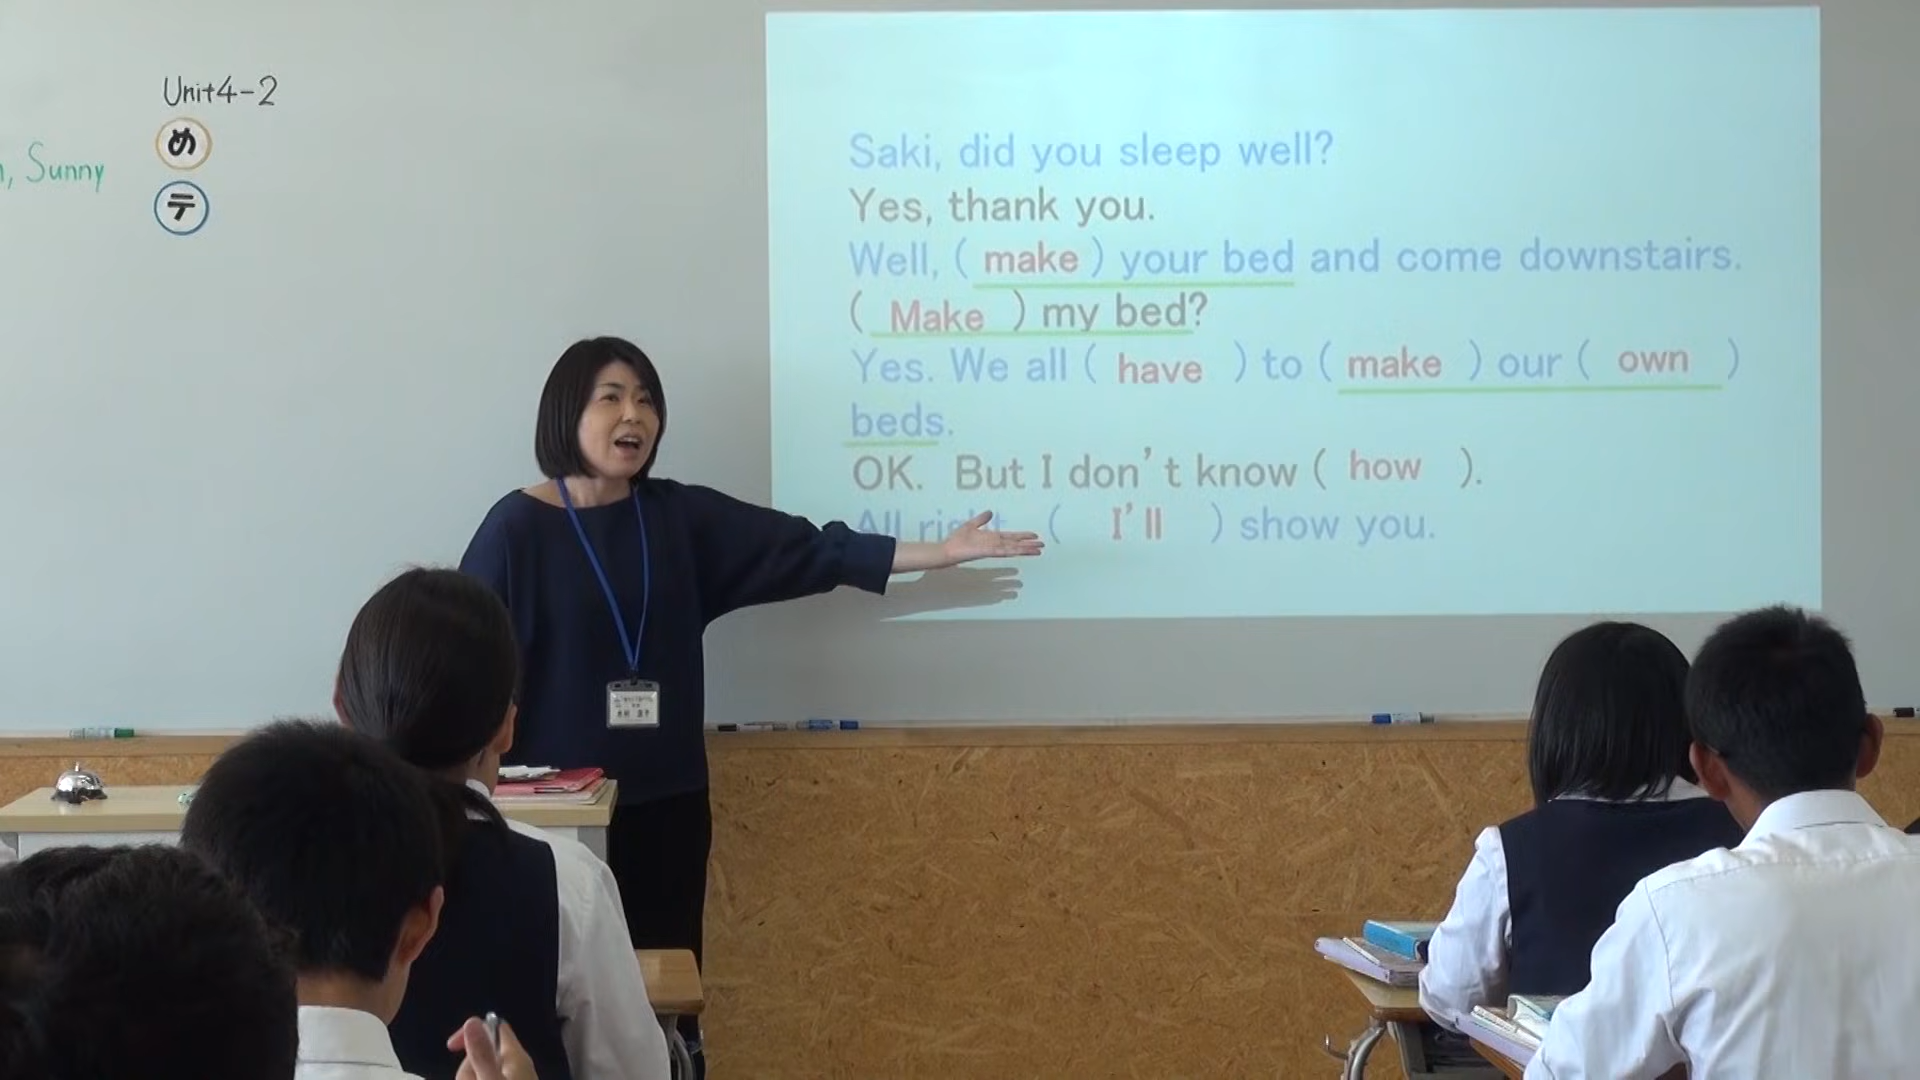 Unit4-2
め
, Sunny
テ
Saki, did you sleep well?
Yes, thank you.
Well, ( make ) your bed and come downstairs.
( Make ) my bed?
Yes. We all ( have ) to ( make ) our ( own )
beds.
OK. But I don't know ( how ).
All right. ( I'll ) show you.